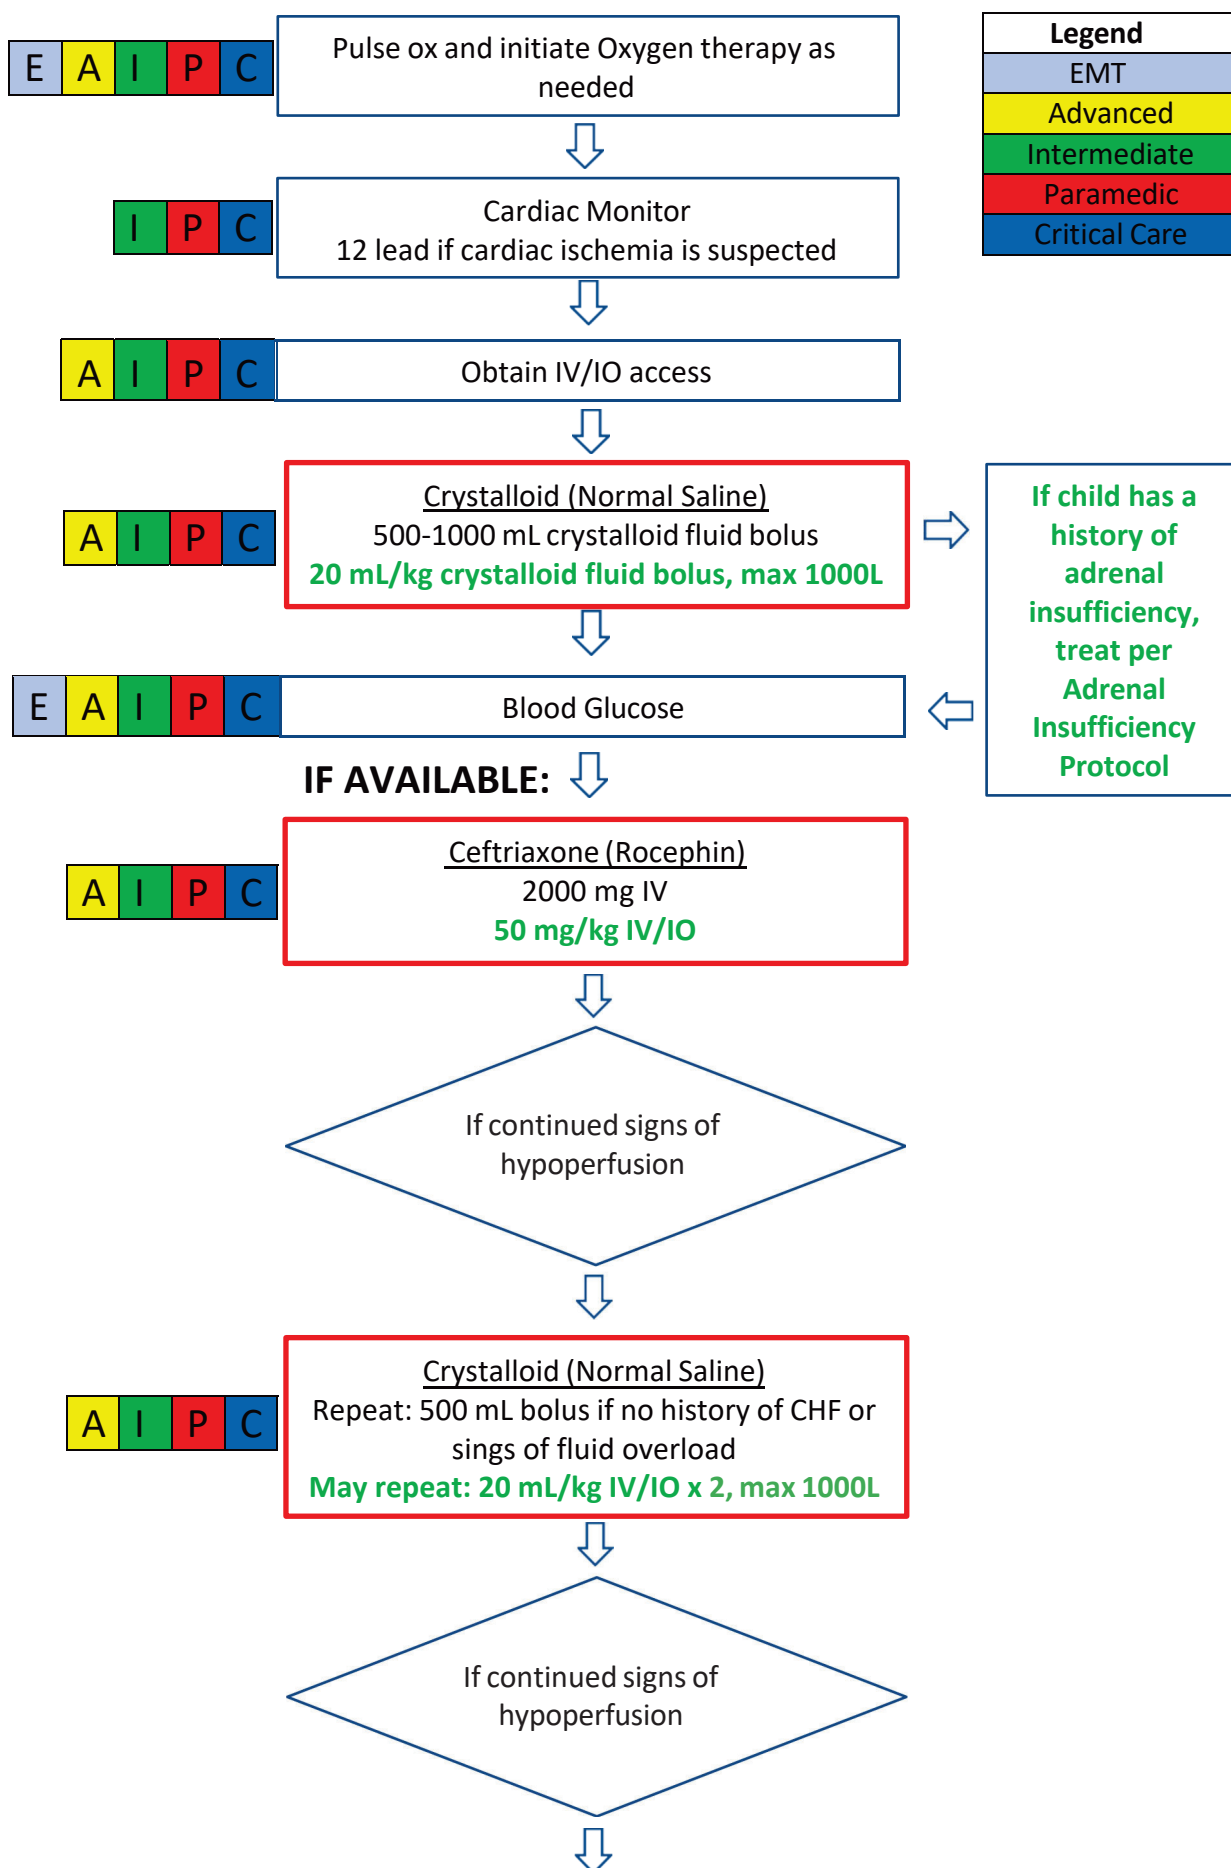 E A I P C
Pulse ox and initiate Oxygen therapy as
needed
Legend
EMT
Advanced
Intermediate
Paramedic
Critical Care
I P C
Cardiac Monitor
12 lead if cardiac ischemia is suspected
A I P C
Obtain IV/IO access
A I P C
Crystalloid (Normal Saline)
500-1000 mL crystalloid fluid bolus
20 mL/kg crystalloid fluid bolus, max 1000L
If child has a
history of
adrenal
insufficiency,
treat per
Adrenal
Insufficiency
Protocol
E A I P C
Blood Glucose
IF AVAILABLE:
A I P C
Ceftriaxone (Rocephin)
2000 mg IV
50 mg/kg IV/IO
If continued signs of
hypoperfusion
A I P C
Crystalloid (Normal Saline)
Repeat: 500 mL bolus if no history of CHF or
sings of fluid overload
May repeat: 20 mL/kg IV/IO x 2, max 1000L
If continued signs of
hypoperfusion